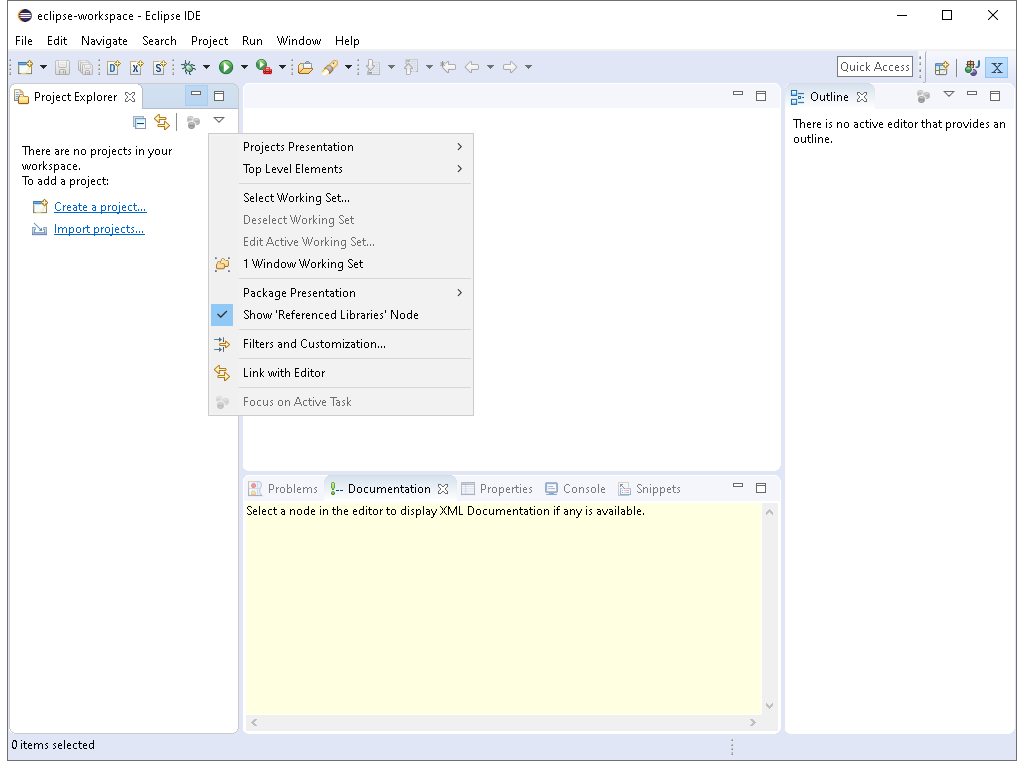 eclipse-workspace - Eclipse IDE
File Edit Navigate Search Project Run Window Help
Quick Access
Project Explorer
There are no projects in your
workspace.
To add a project:
Create a project...
Import projects...
Projects Presentation
Top Level Elements
Select Working Set...
Deselect Working Set
Edit Active Working Set...
1 Window Working Set
Package Presentation
Show 'Referenced Libraries' Node
Filters and Customization...
Link with Editor
Focus on Active Task
Outline
There is no active editor that provides an
outline.
Problems Documentation Properties Console Snippets
Select a node in the editor to display XML Documentation if any is available.
0 items selected